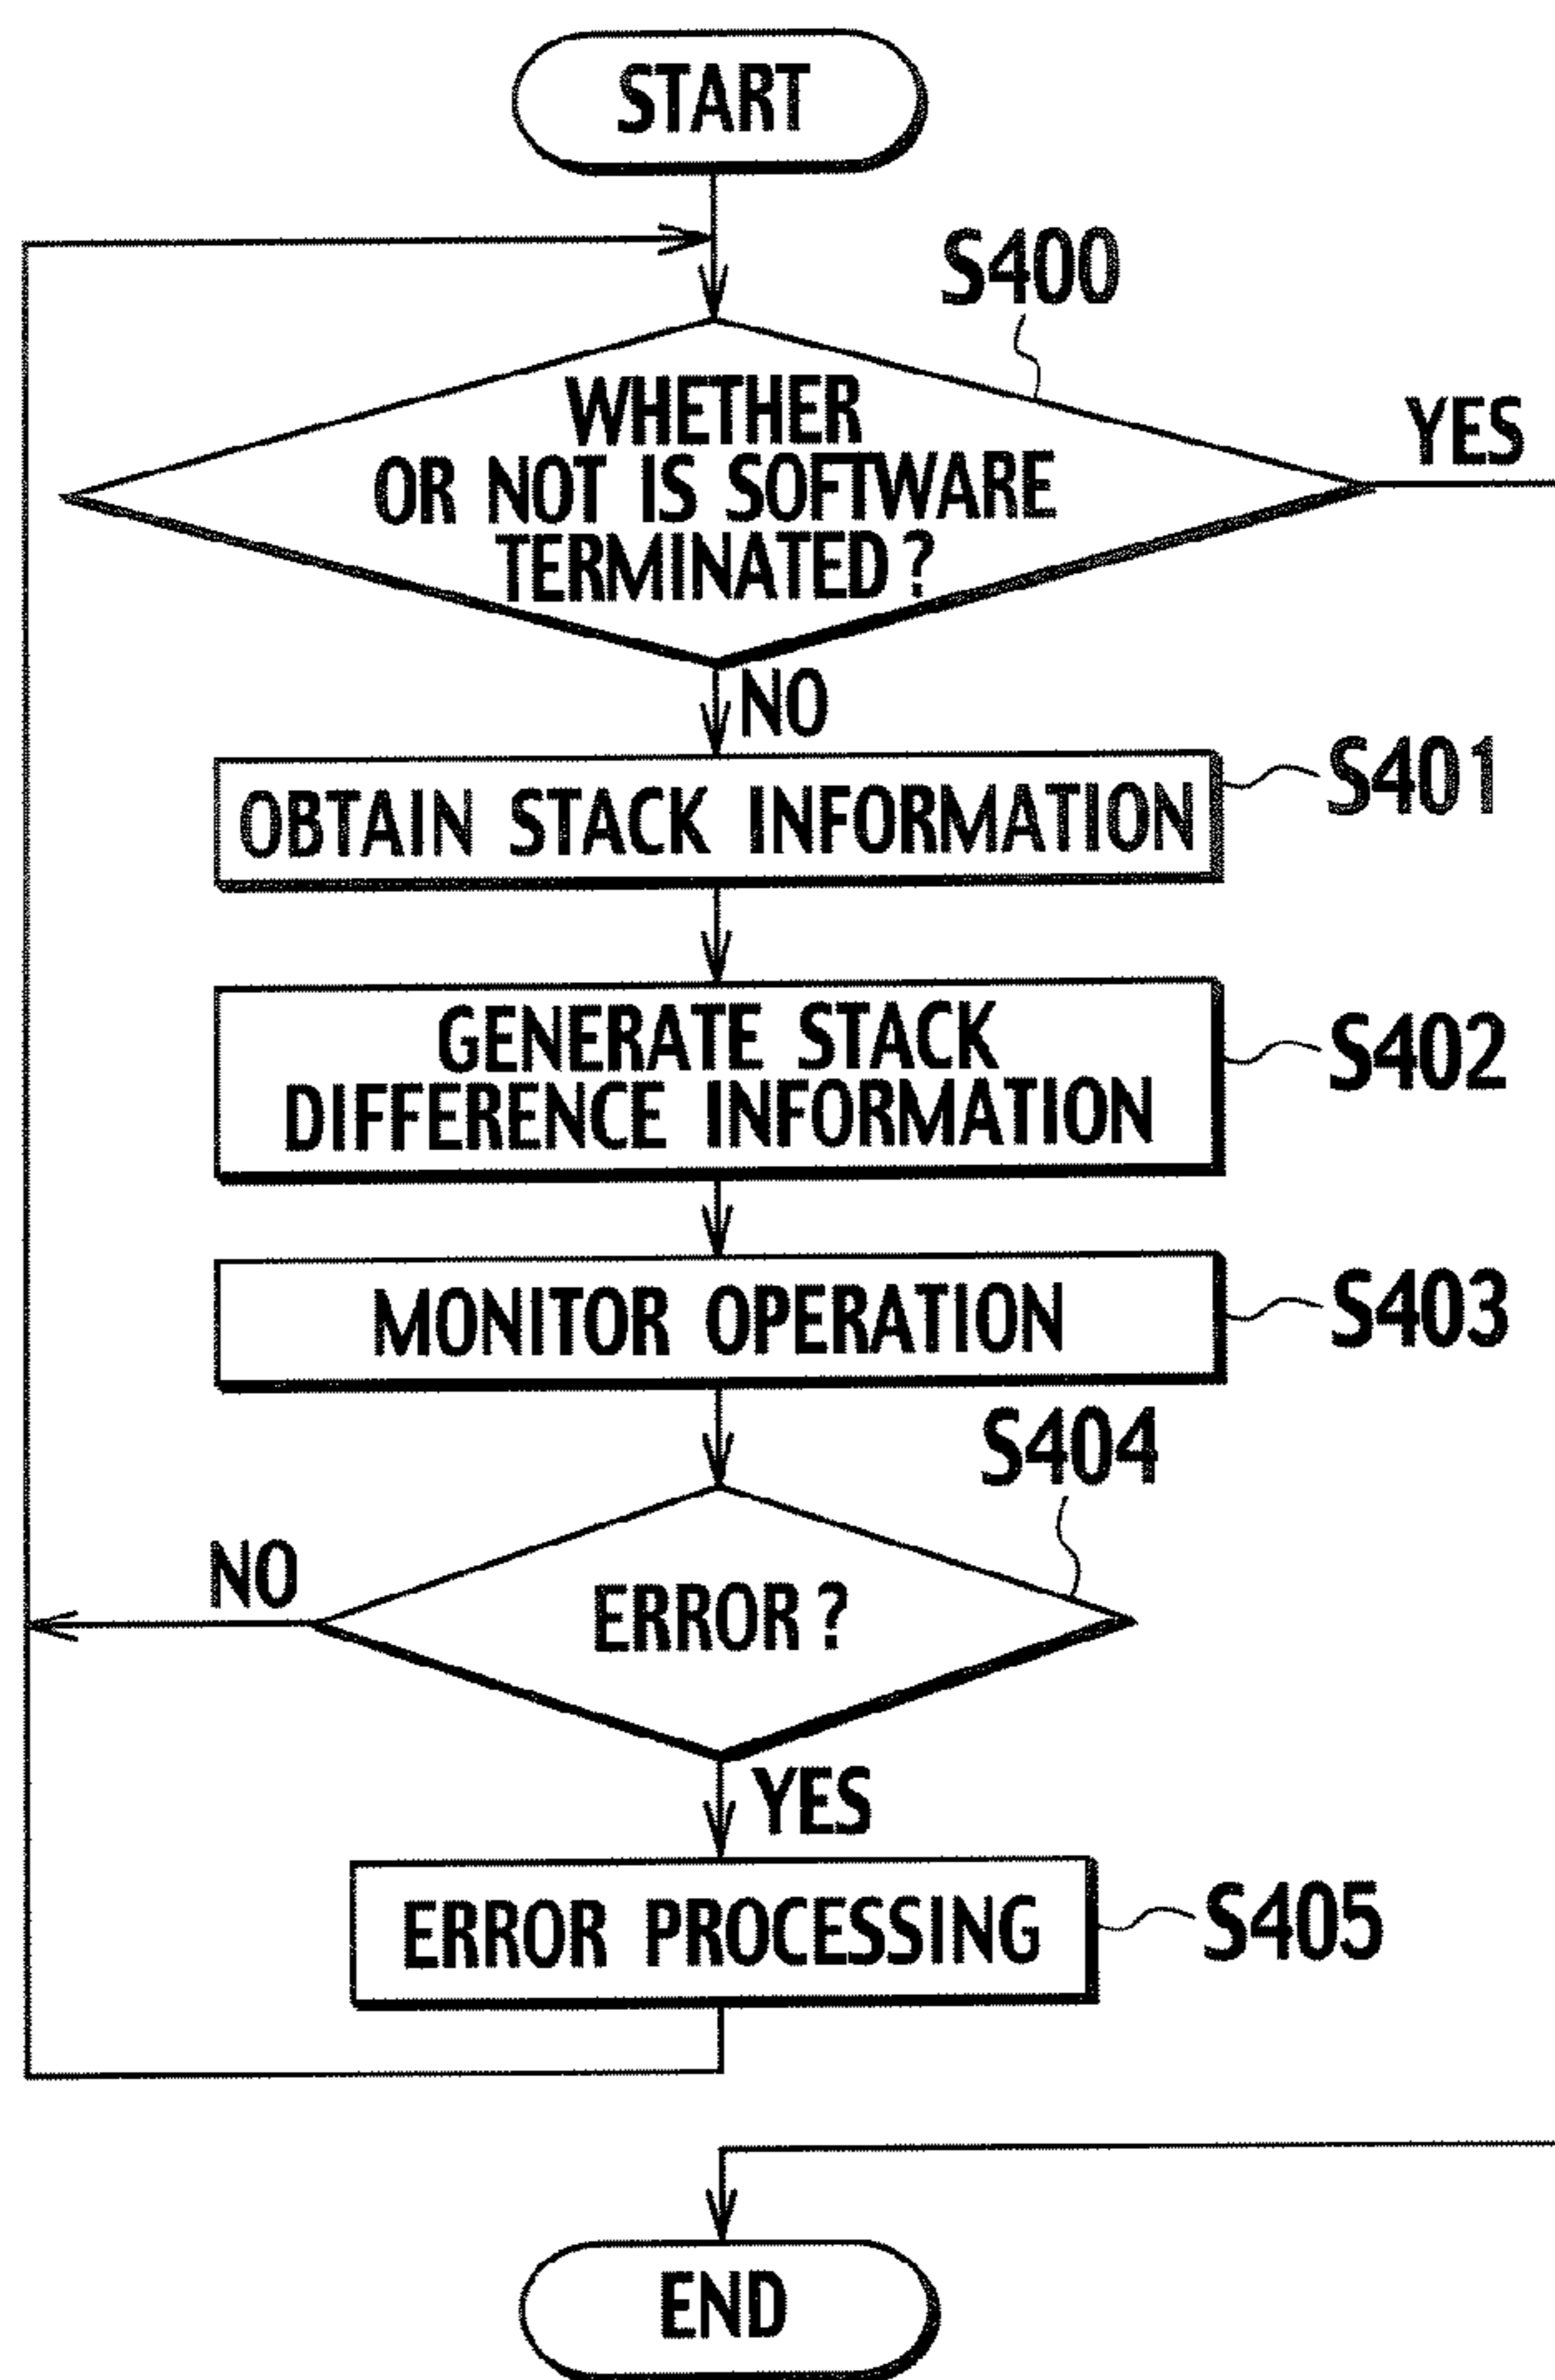 START
S400
WHETHER
OR NOT IS SOFTWARE
TERMINATED?
YES
NO
OBTAIN STACK INFORMATION
S401
GENERATE STACK
DIFFERENCE INFORMATION
S402
MONITOR OPERATION
S403
S404
ERROR?
NO
YES
ERROR PROCESSING
S405
END